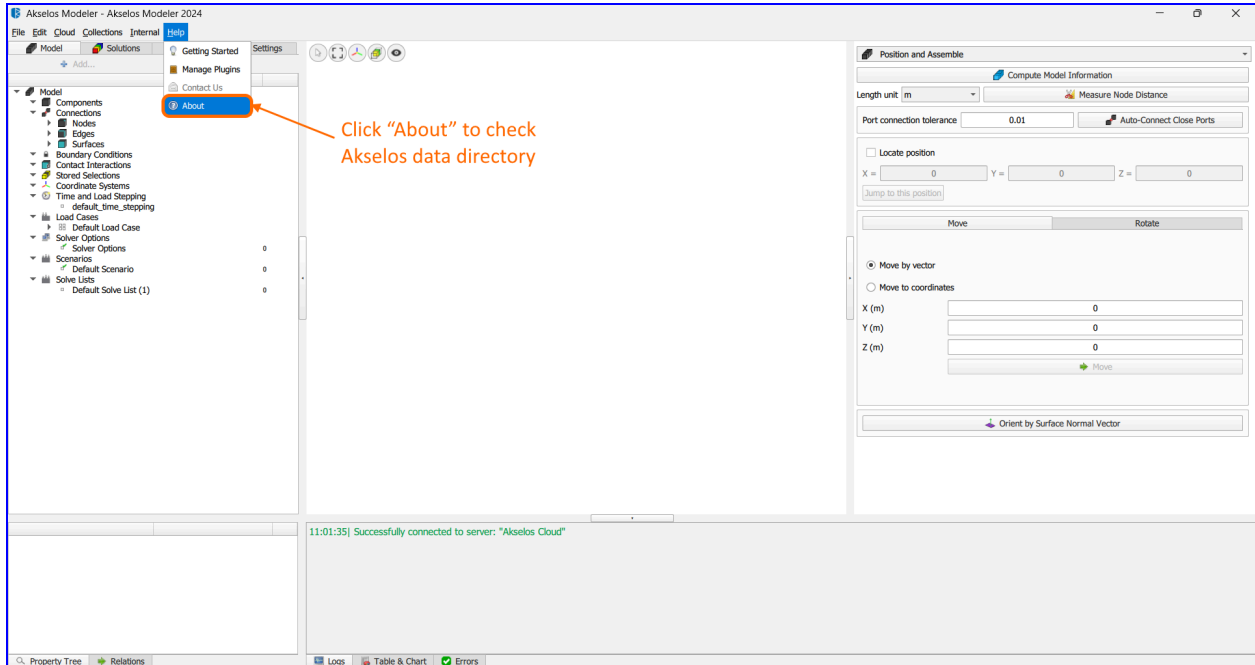 Akselos Modeler - Akselos Modeler 2024
File Edit Cloud Collections Internal Help
Model Solutions Settings
Getting Started
Manage Plugins
Contact Us
About
Add...
Model
Components
Connections
Nodes
Edges
Surfaces
Boundary Conditions
Contact Interactions
Stored Selections
Coordinate Systems
Time and Load Stepping
default_time_stepping
Load Cases
Default Load Case
Solver Options
Solver Options 0
Scenarios
Default Scenario 0
Solve Lists
Default Solve List (1) 0
Click “About” to check
Akselos data directory
Position and Assemble
Compute Model Information
Length unit m Measure Node Distance
Port connection tolerance 0.01 Auto-Connect Close Ports
Locate position
X = 0 Y = 0 Z = 0
Jump to this position
Move Rotate
Move by vector
Move to coordinates
X (m) 0
Y (m) 0
Z (m) 0
Move
Orient by Surface Normal Vector
11:01:35| Successfully connected to server: "Akselos Cloud"
Property Tree Relations
Logs Table & Chart Errors